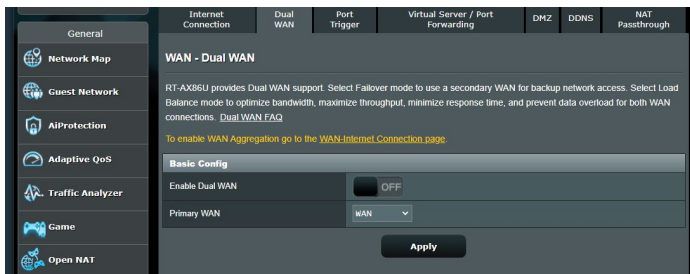 Internet Connection
Dual WAN
Port Trigger
Virtual Server / Port Forwarding
DMZ
DDNS
NAT Passthrough
General
Network Map
Guest Network
AiProtection
Adaptive QoS
Traffic Analyzer
Game
Open NAT
WAN - Dual WAN
RT-AX86U provides Dual WAN support. Select Failover mode to use a secondary WAN for backup network access. Select Load
Balance mode to optimize bandwidth, maximize throughput, minimize response time, and prevent data overload for both WAN
connections. Dual WAN FAQ
To enable WAN Aggregation go to the WAN-Internet Connection page.
Basic Config
Enable Dual WAN
OFF
Primary WAN
WAN
Apply